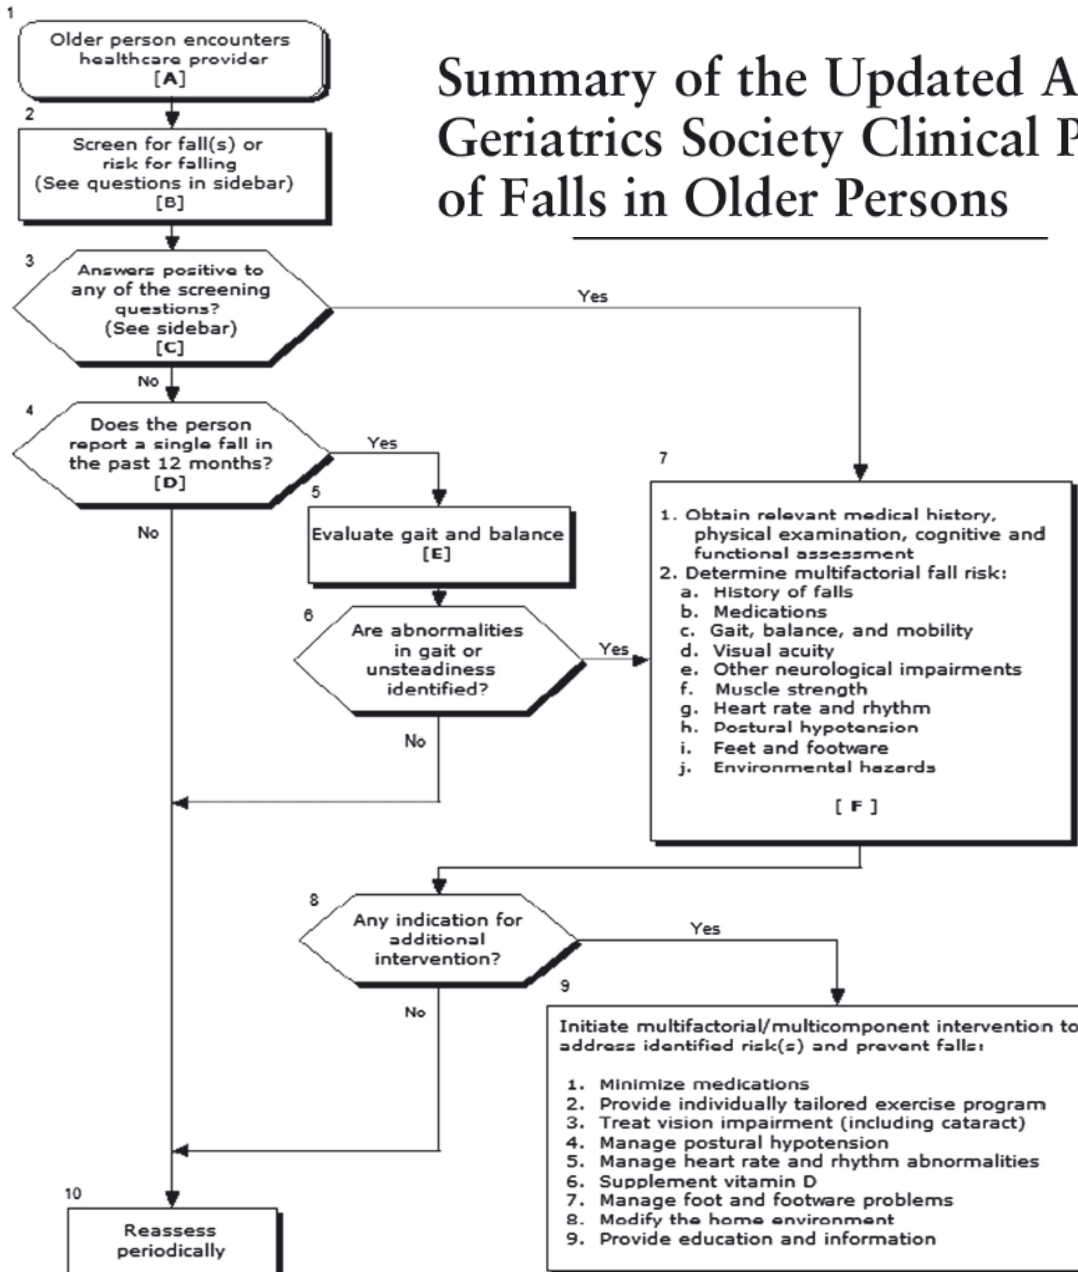 1
Older person encounters
healthcare provider
[A]
Summary of the Updated A
Geriatrics Society Clinical P
of Falls in Older Persons
2
Screen for fall(s) or
risk for falling
(See questions in sidebar)
[B]
3
Answers positive to
any of the screening
questions?
(See sidebar)
[C]
Yes
No
4
Does the person
report a single fall in
the past 12 months?
[D]
Yes
No
5
Evaluate gait and balance
[E]
6
Are abnormalities
in gait or
unsteadiness
identified?
Yes
No
7
1. Obtain relevant medical history,
physical examination, cognitive and
functional assessment
2. Determine multifactorial fall risk:
a. History of falls
b. Medications
c. Gait, balance, and mobility
d. Visual acuity
e. Other neurological impairments
f. Muscle strength
g. Heart rate and rhythm
h. Postural hypotension
i. Feet and footware
j. Environmental hazards
[ F ]
8
Any indication for
additional
intervention?
Yes
No
9
Initiate multifactorial/multicomponent intervention to
address identified risk(s) and prevent falls:
1. Minimize medications
2. Provide individually tailored exercise program
3. Treat vision impairment (including cataract)
4. Manage postural hypotension
5. Manage heart rate and rhythm abnormalities
6. Supplement vitamin D
7. Manage foot and footware problems
8. Modify the home environment
9. Provide education and information
10
Reassess
periodically